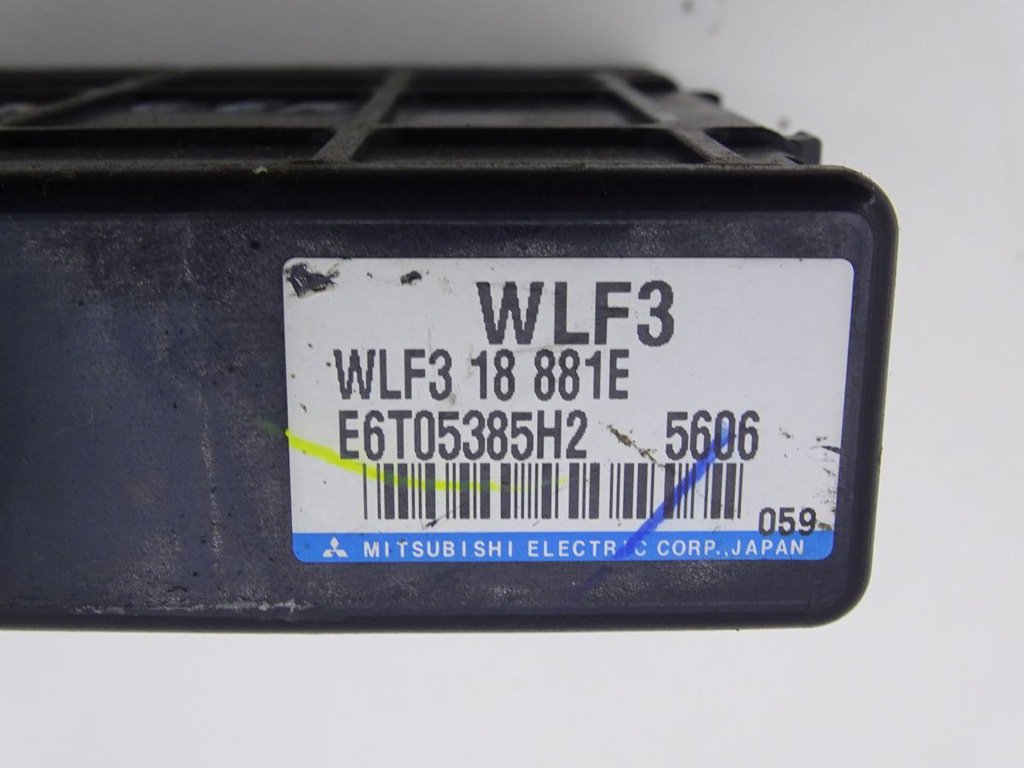 WLF3
WLF3 18 881E
E6T05385H2 5606
059
MITSUBISHI ELECTRIC CORP., JAPAN